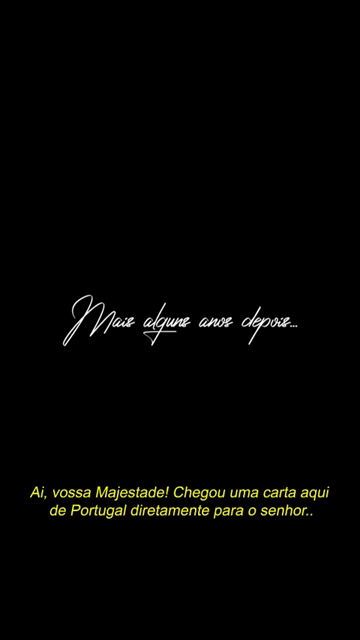 Mais alguns anos depois...
Ai, vossa Majestade! Chegou uma carta aqui
de Portugal diretamente para o senhor..